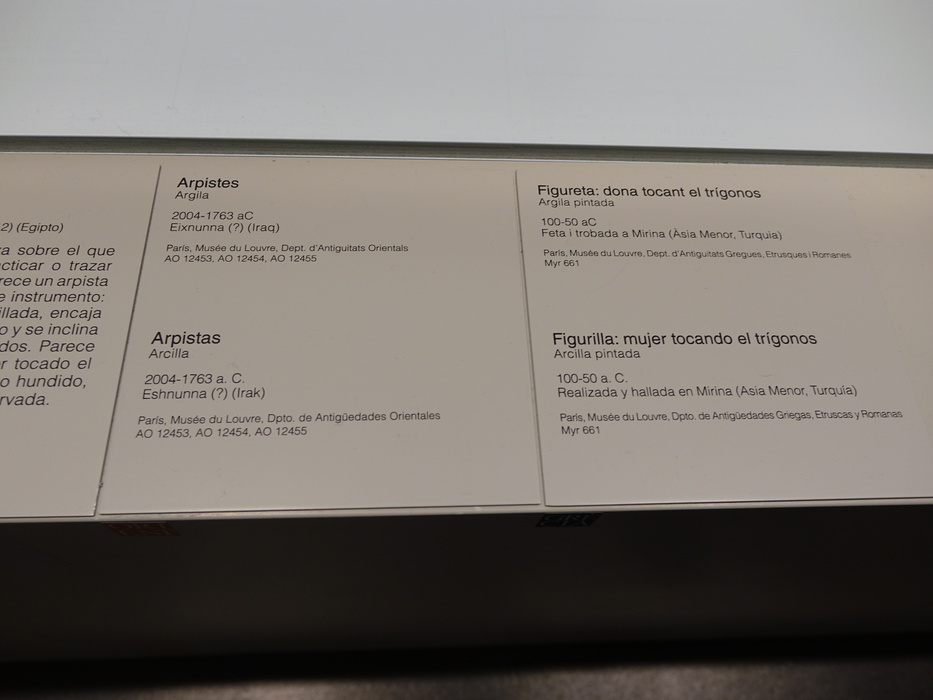 2) (Egipto)
a sobre el que
cticar o trazar
rece un arpista
e instrumento:
illada, encaja
o y se inclina
dos. Parece
r tocado el
o hundido,
rvada.
Arpistes
Argila
2004-1763 aC
Eixnunna (?) (Iraq)
París, Musée du Louvre, Dept. d'Antiguitats Orientals
AO 12453, AO 12454, AO 12455
Arpistas
Arcilla
2004-1763 a. C.
Eshnunna (?) (Irak)
París, Musée du Louvre, Dpto. de Antigüedades Orientales
AO 12453, AO 12454, AO 12455
Figureta: dona tocant el trígonos
Argila pintada
100-50 aC
Feta i trobada a Mirina (Àsia Menor, Turquia)
París, Musée du Louvre, Dept. d'Antiguitats Gregues, Etrusques i Romanes
Myr 661
Figurilla: mujer tocando el trígonos
Arcilla pintada
100-50 a. C.
Realizada y hallada en Mirina (Asia Menor, Turquía)
París, Musée du Louvre, Dpto. de Antigüedades Griegas, Etruscas y Romanas
Myr 661